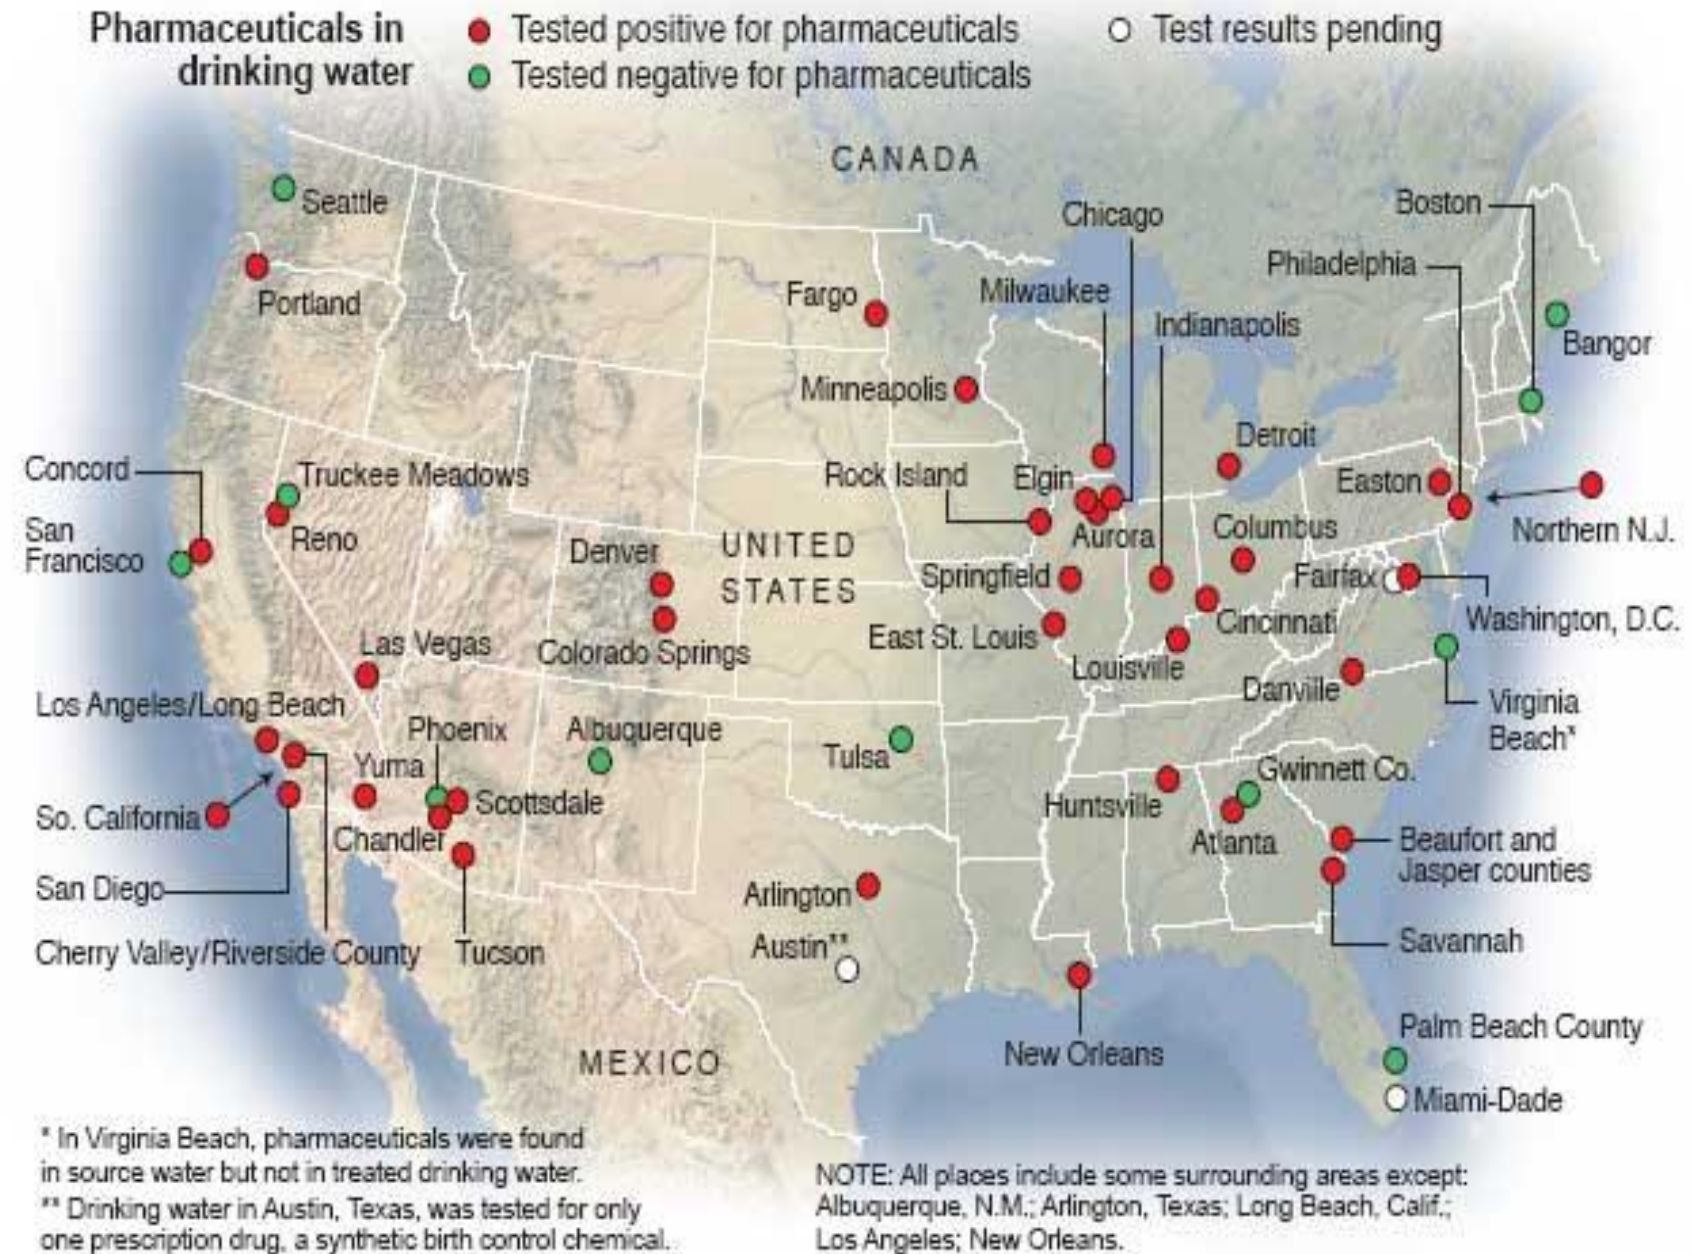 Pharmaceuticals in
drinking water
Tested positive for pharmaceuticals
Tested negative for pharmaceuticals
Test results pending
CANADA
Seattle
Portland
Fargo
Minneapolis
Chicago
Milwaukee
Indianapolis
Boston
Philadelphia
Bangor
Detroit
Concord
Truckee Meadows
Reno
San
Francisco
Rock Island
Elgin
Aurora
Easton
Northern N.J.
Denver
UNITED
STATES
Springfield
Columbus
Fairfax
Washington, D.C.
Cincinnati
East St. Louis
Louisville
Colorado Springs
Las Vegas
Danville
Virginia
Beach*
Los Angeles/Long Beach
Phoenix
Albuquerque
Tulsa
Yuma
Scottsdale
So. California
Chandler
Huntsville
Gwinnett Co.
Atlanta
Beaufort and
Jasper counties
San Diego
Arlington
Cherry Valley/Riverside County
Tucson
Austin**
Savannah
New Orleans
Palm Beach County
Miami-Dade
MEXICO
* In Virginia Beach, pharmaceuticals were found
in source water but not in treated drinking water.
** Drinking water in Austin, Texas, was tested for only
one prescription drug, a synthetic birth control chemical.
NOTE: All places include some surrounding areas except:
Albuquerque, N.M.; Arlington, Texas; Long Beach, Calif.;
Los Angeles; New Orleans.